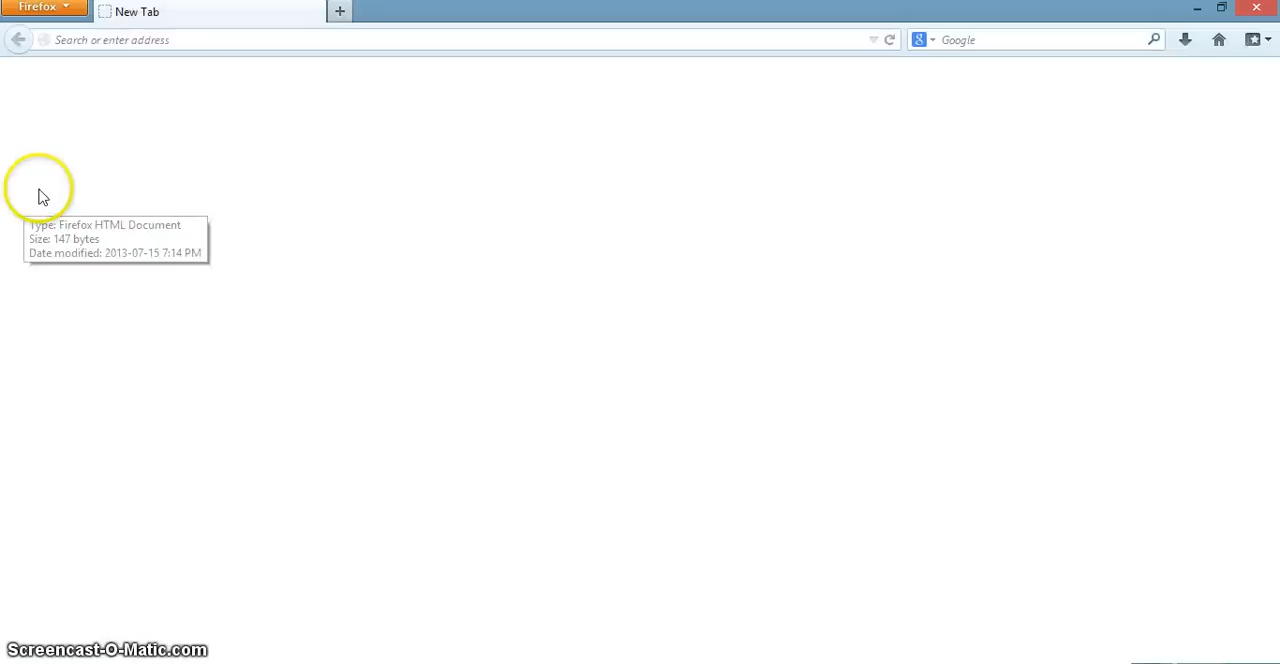 Firefox
New Tab
Search or enter address
Google
Type: Firefox HTML Document
Size: 147 bytes
Date modified: 2013-07-15 7:14 PM
Screencast-O-Matic.com